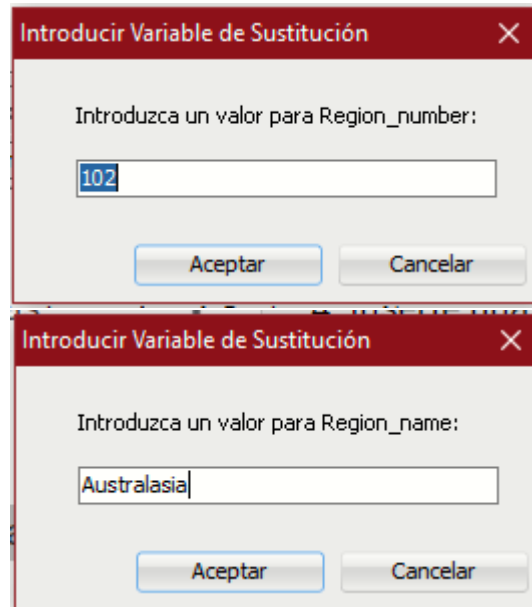 Introducir Variable de Sustitución
Introduzca un valor para Region_number:
102
Aceptar Cancelar
Introducir Variable de Sustitución
Introduzca un valor para Region_name:
Australasia
Aceptar Cancelar